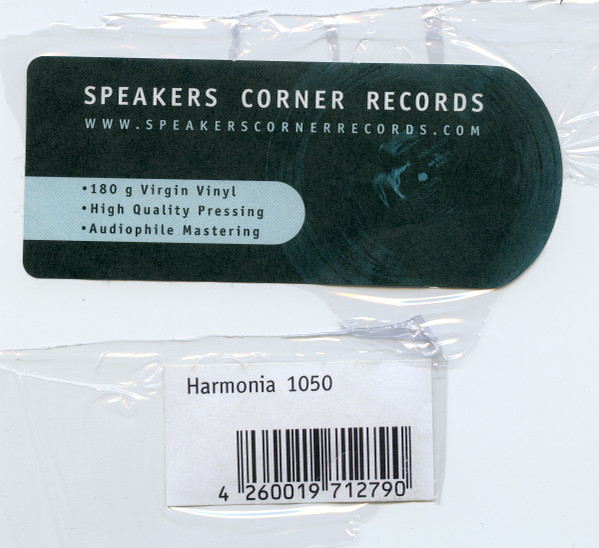 SPEAKERS CORNER RECORDS
WWW.SPEAKERSCORNERRECORDS.COM
•180 g Virgin Vinyl
•High Quality Pressing
•Audiophile Mastering
Harmonia 1050
4 260019 712790